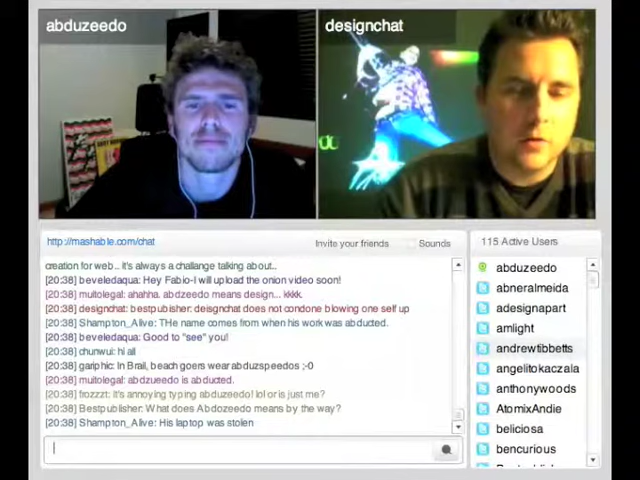 abduzeedo
designchat
http://mashable.com/chat
Invite your friends
Sounds
115 Active Users
creation for web.. it's always a challange talking about..
[20:38] beveledaqua: Hey Fabio-I will upload the onion video soon!
[20:38] muitolegal: ahahha. abdzeedo means design... kkkk.
[20:38] designchat: bestpubisher: deisgnchat does not condone blowing one self up
[20:38] Shampton_Alive: THe name comes from when his work was abducted.
[20:38] beveledaqua: Good to "see" you!
[20:38] chunwui: hi all
[20:38] gariphic: In Brail, beach goers wear abduzspeedos ;-0
[20:38] muitolegal: abdzueedo is abducted.
[20:38] frozzzt: it's annoying typing abduzeedo! lol or is just me?
[20:38] Bestpublisher: What does Abdozeedo means by the way?
[20:38] Shampton_Alive: His laptop was stolen
abduzeedo
abneralmeida
adesignapart
amlight
andrewtibbetts
angelitokaczala
anthonywoods
AtomixAndie
beliciosa
bencurious